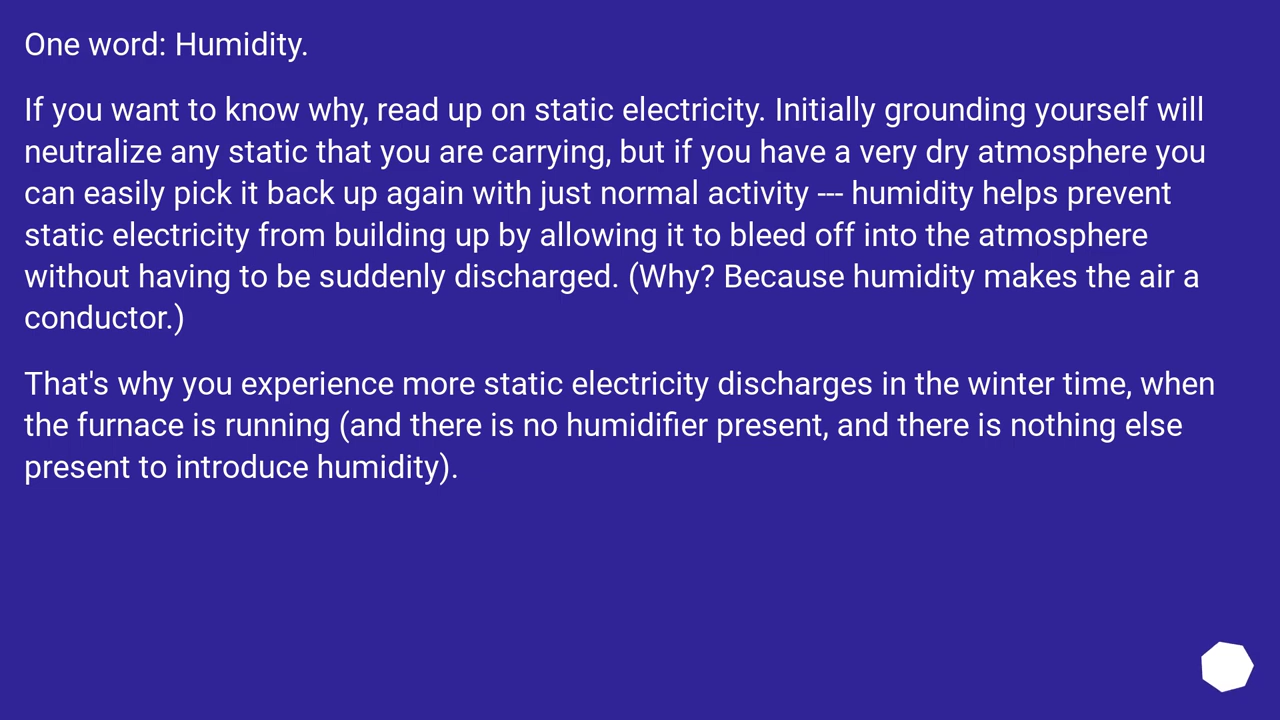 One word: Humidity.
If you want to know why, read up on static electricity. Initially grounding yourself will
neutralize any static that you are carrying, but if you have a very dry atmosphere you
can easily pick it back up again with just normal activity --- humidity helps prevent
static electricity from building up by allowing it to bleed off into the atmosphere
without having to be suddenly discharged. (Why? Because humidity makes the air a
conductor.)
That's why you experience more static electricity discharges in the winter time, when
the furnace is running (and there is no humidifier present, and there is nothing else
present to introduce humidity).